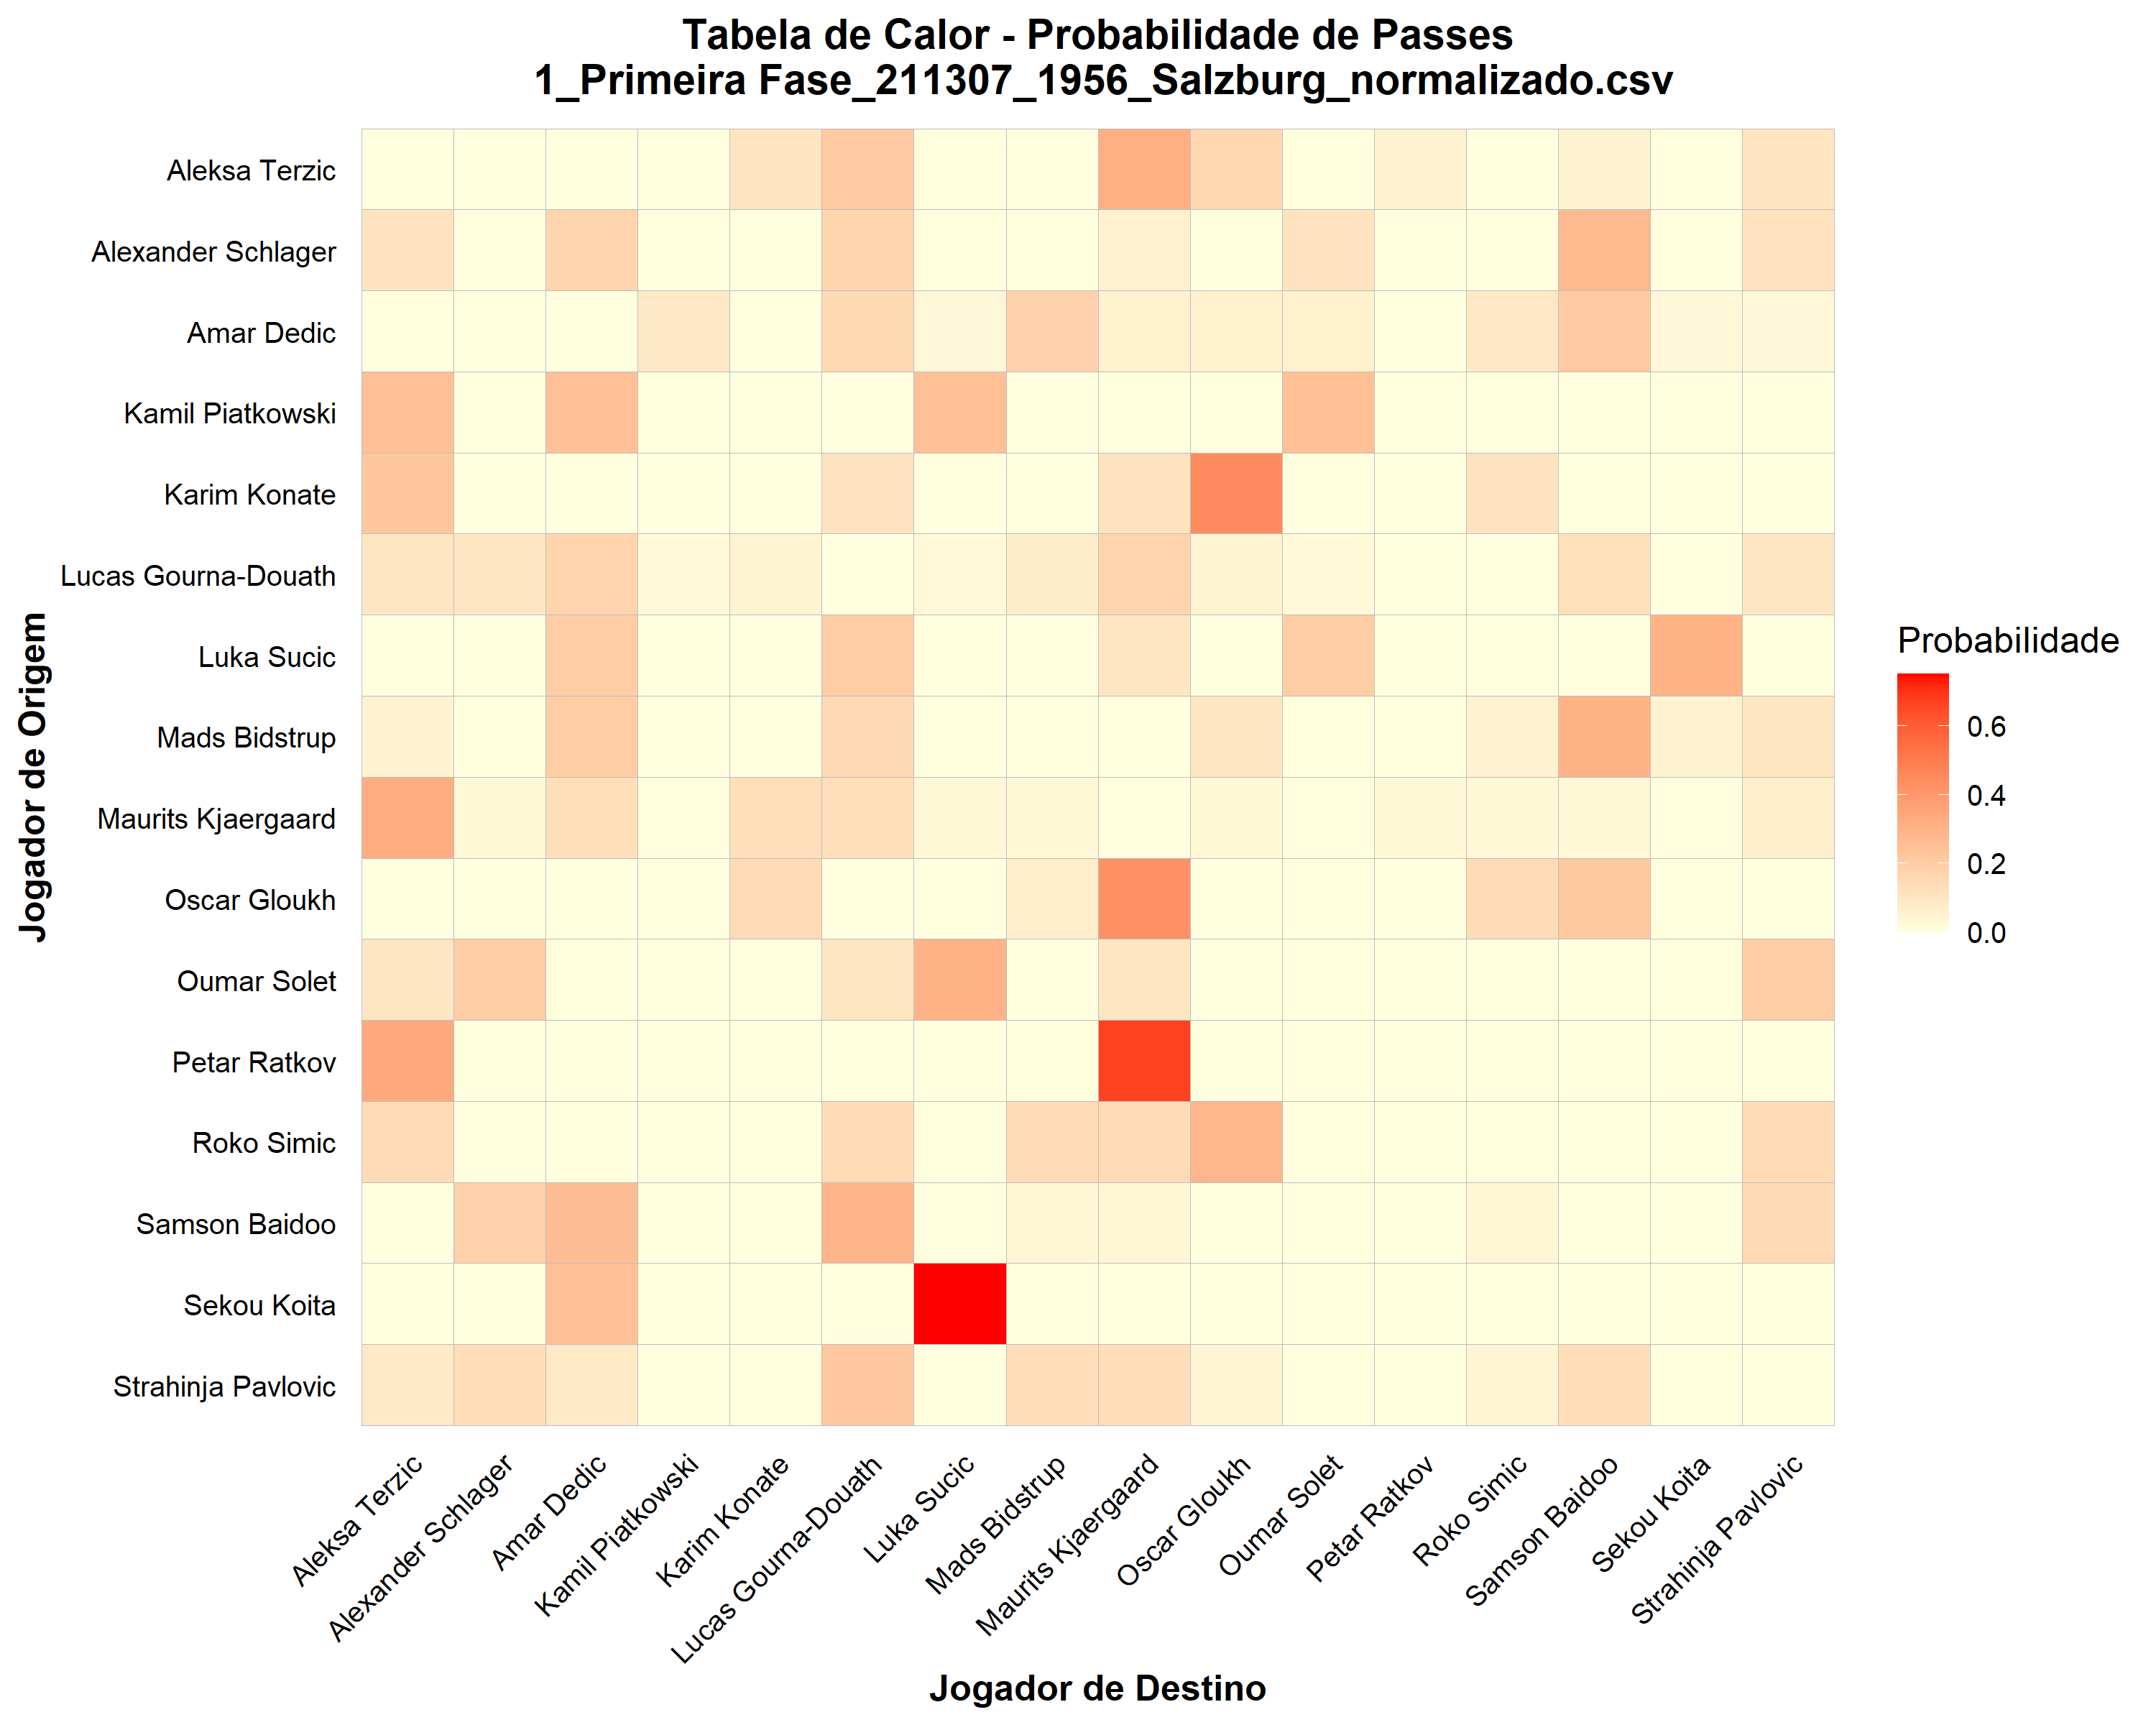 Tabela de Calor - Probabilidade de Passes
1_Primeira Fase_211307_1956_Salzburg_normalizado.csv
Jogador de Origem
Aleksa Terzic
Alexander Schlager
Amar Dedic
Kamil Piatkowski
Karim Konate
Lucas Gourna-Douath
Luka Sucic
Mads Bidstrup
Maurits Kjaergaard
Oscar Gloukh
Oumar Solet
Petar Ratkov
Roko Simic
Samson Baidoo
Sekou Koita
Strahinja Pavlovic
Aleksa Terzic
Alexander Schlager
Amar Dedic
Kamil Piatkowski
Karim Konate
Lucas Gourna-Douath
Luka Sucic
Mads Bidstrup
Maurits Kjaergaard
Oscar Gloukh
Oumar Solet
Petar Ratkov
Roko Simic
Samson Baidoo
Sekou Koita
Strahinja Pavlovic
Jogador de Destino
Probabilidade
0.6
0.4
0.2
0.0